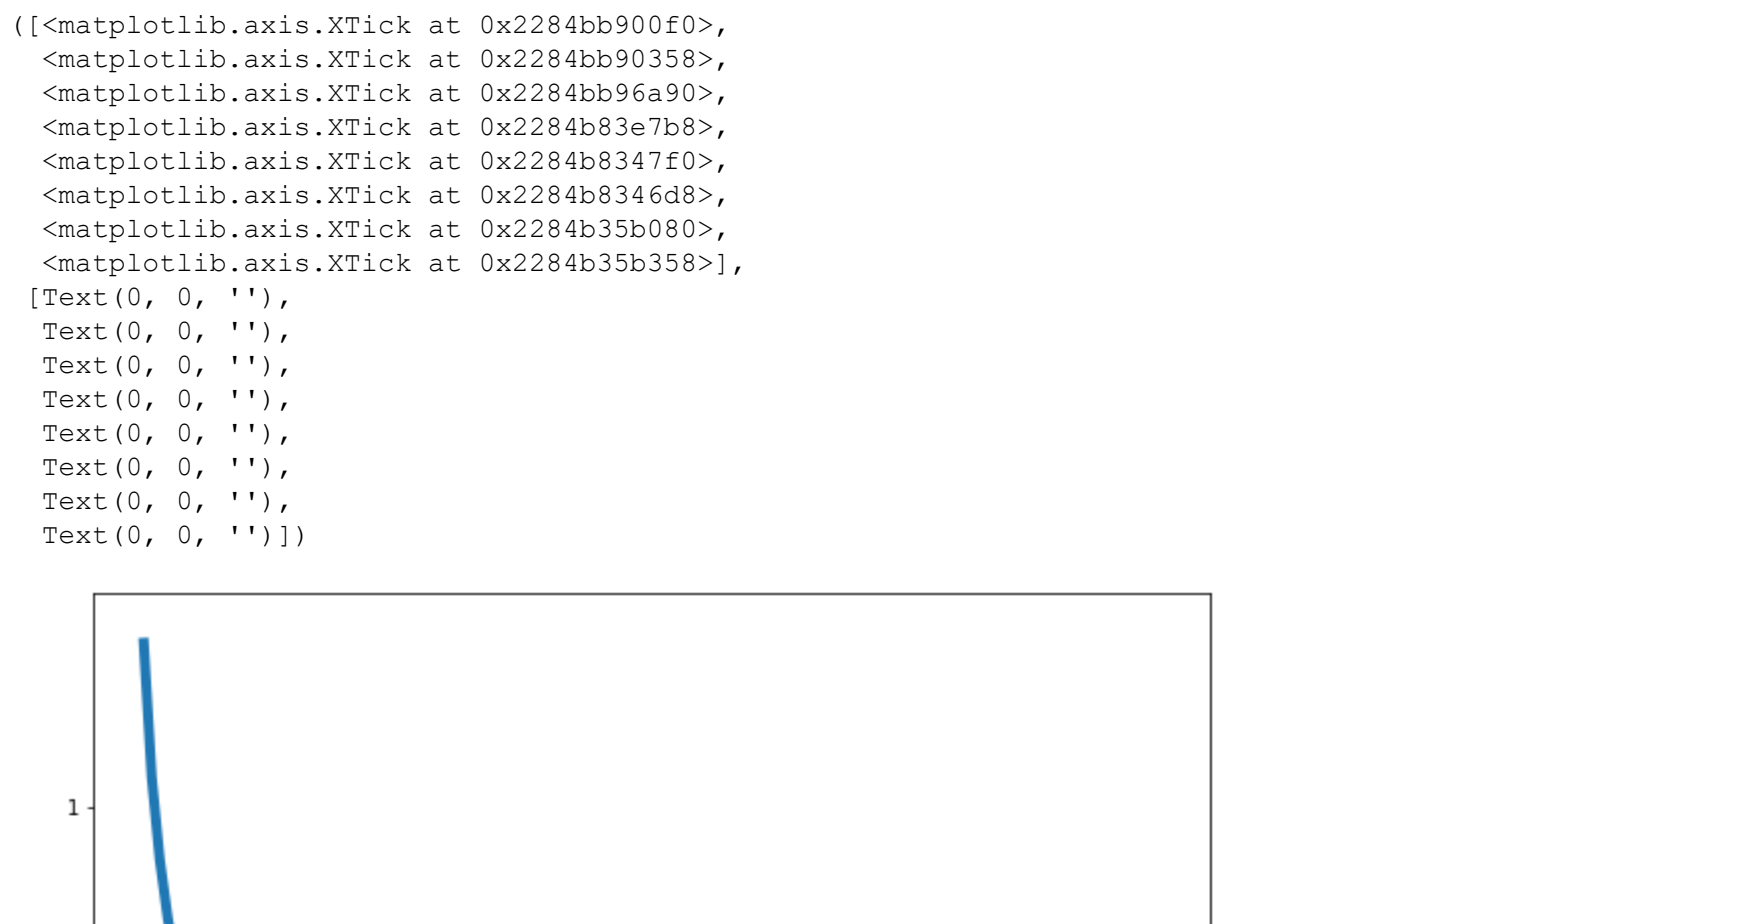 ([<matplotlib.axis.XTick at 0x2284bb900f0>,
<matplotlib.axis.XTick at 0x2284bb90358>,
<matplotlib.axis.XTick at 0x2284bb96a90>,
<matplotlib.axis.XTick at 0x2284b83e7b8>,
<matplotlib.axis.XTick at 0x2284b8347f0>,
<matplotlib.axis.XTick at 0x2284b8346d8>,
<matplotlib.axis.XTick at 0x2284b35b080>,
<matplotlib.axis.XTick at 0x2284b35b358>],
[Text(0, 0, ''),
Text(0, 0, ''),
Text(0, 0, ''),
Text(0, 0, ''),
Text(0, 0, ''),
Text(0, 0, ''),
Text(0, 0, ''),
Text(0, 0, '')])
1